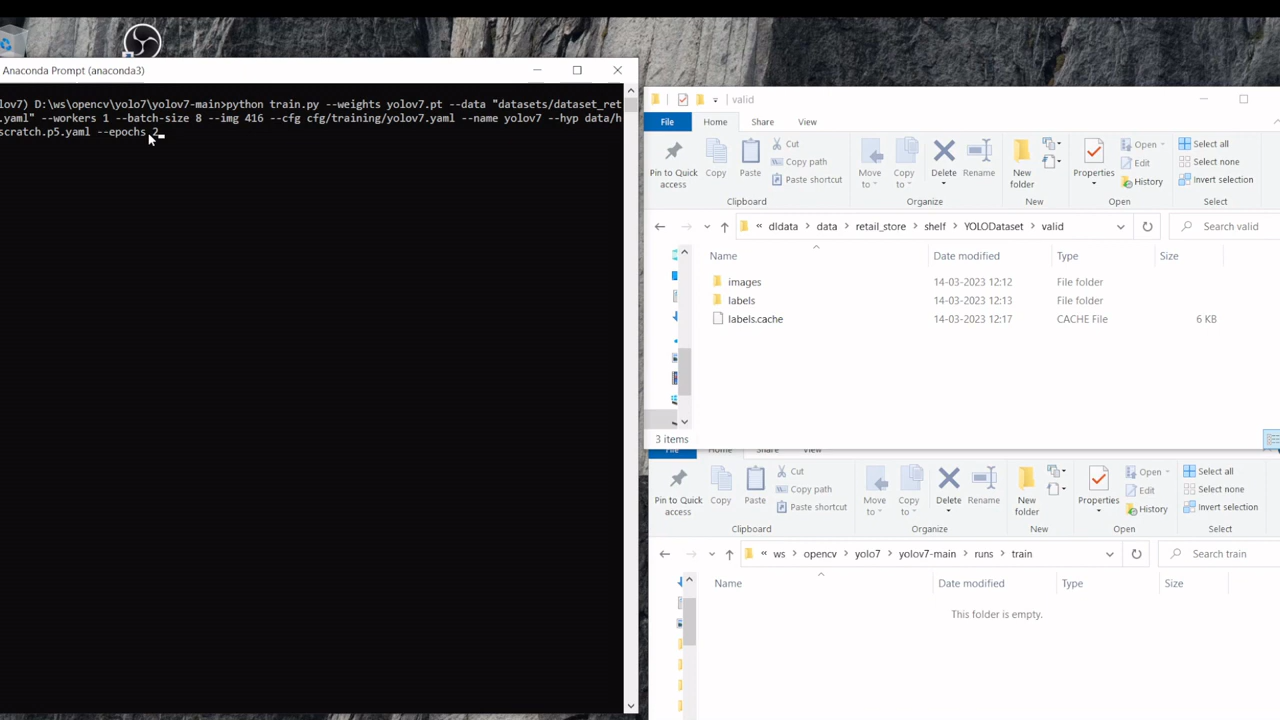 Anaconda Prompt (anaconda3)
lov7) D:\ws\opencv\yolo7\yolov7-main>python train.py --weights yolov7.pt --data "datasets/dataset_ret
.yaml" --workers 1 --batch-size 8 --img 416 --cfg cfg/training/yolov7.yaml --name yolov7 --hyp data/h
scratch.p5.yaml --epochs 2
valid
File
Home
Share
View
Pin to Quick access
Copy
Paste
Cut
Copy path
Paste shortcut
Clipboard
Move to
Copy to
Delete
Rename
Organize
New folder
New
Properties
Open
Edit
History
Open
Select all
Select none
Invert selection
Select
« dldata > data > retail_store > shelf > YOLODataset > valid
Search valid
Name Date modified Type Size
images 14-03-2023 12:12 File folder
labels 14-03-2023 12:13 File folder
labels.cache 14-03-2023 12:17 CACHE File 6 KB
3 items
File
Home
Share
View
Pin to Quick access
Copy
Paste
Cut
Copy path
Paste shortcut
Clipboard
Move to
Copy to
Delete
Rename
Organize
New folder
New
Properties
Open
Edit
History
Open
Select all
Select none
Invert selection
Select
« ws > opencv > yolo7 > yolov7-main > runs > train
Search train
Name Date modified Type Size
This folder is empty.